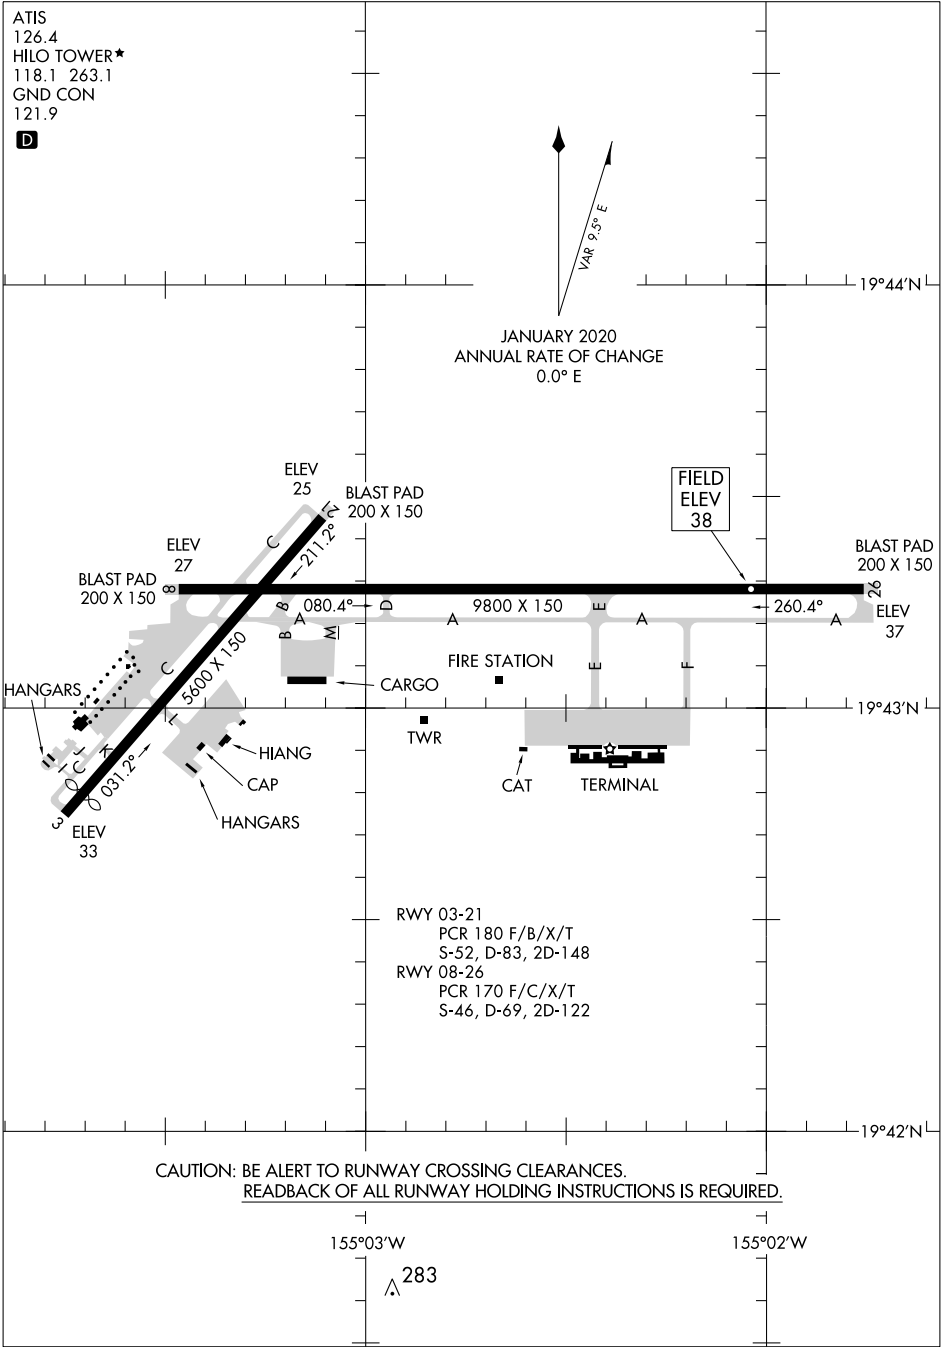 ATIS
126.4
HILO TOWER★
118.1 263.1
GND CON
121.9
D
VAR 9.5° E
19°44'N
JANUARY 2020
ANNUAL RATE OF CHANGE
0.0° E
ELEV
25
21
BLAST PAD
200 X 150
FIELD
ELEV
38
C
211.2°
ELEV
27
BLAST PAD
200 X 150
8
BLAST PAD
200 X 150
26
ELEV
37
B
080.4°
D
9800 X 150
E
260.4°
A
A
A
A
B
M
5600 X 150
C
E
F
FIRE STATION
CARGO
HANGARS
L
19°43'N
TWR
J
K
I
C
031.2°
HIANG
CAP
HANGARS
CAT
TERMINAL
3
ELEV
33
RWY 03-21
PCR 180 F/B/X/T
S-52, D-83, 2D-148
RWY 08-26
PCR 170 F/C/X/T
S-46, D-69, 2D-122
19°42'N
CAUTION: BE ALERT TO RUNWAY CROSSING CLEARANCES.
READBACK OF ALL RUNWAY HOLDING INSTRUCTIONS IS REQUIRED.
155°03'W
155°02'W
283